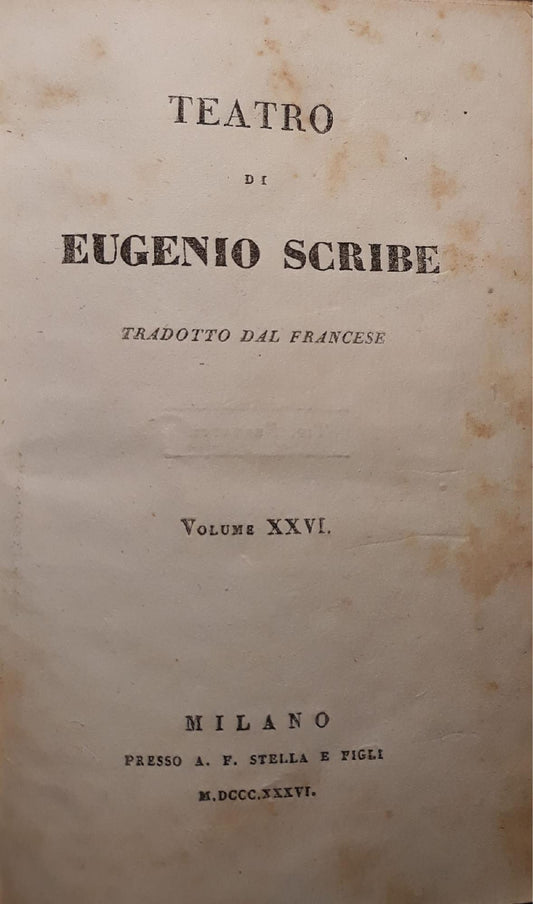 TEATRO
DI
EUGENIO SCRIBE
TRADOTTO DAL FRANCESE
VOLUME XXVI.
MILANO
PRESSO A. F. STELLA E FIGLI
M.DCCC.XXXVI.